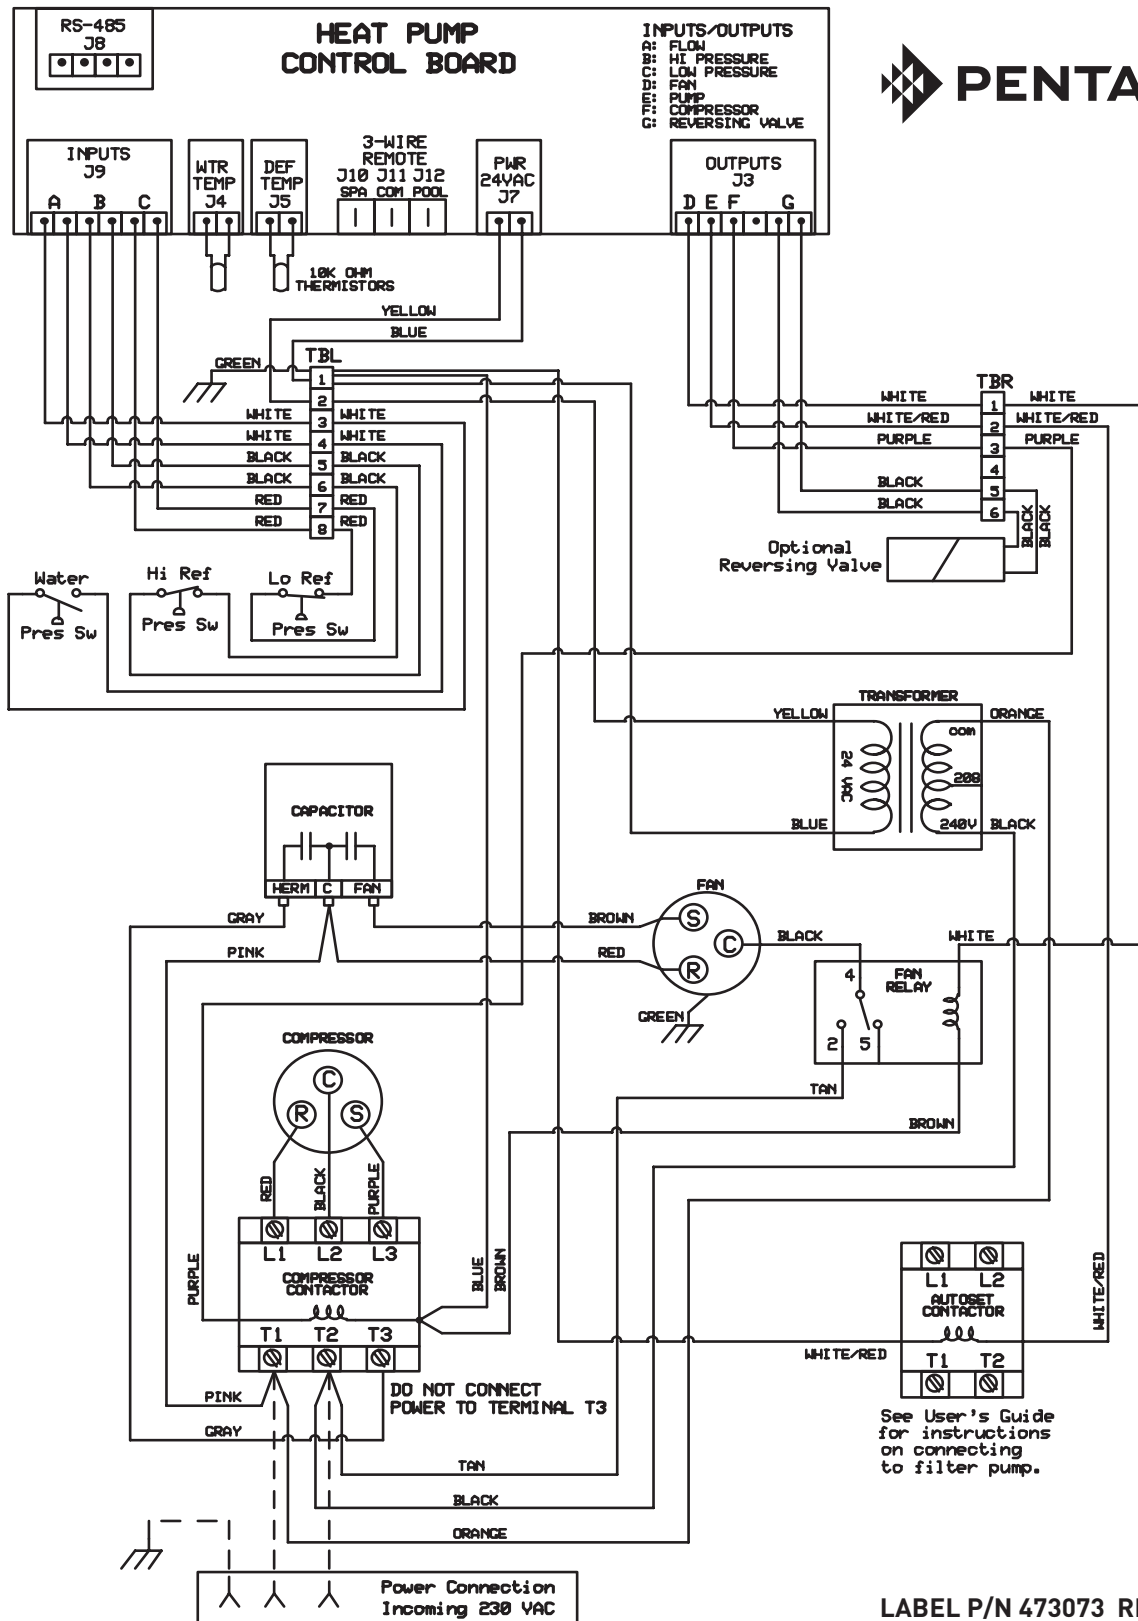 RS-485
J8
HEAT PUMP
CONTROL BOARD
INPUTS/OUTPUTS
A: FLOW
B: HI PRESSURE
C: LOW PRESSURE
D: FAN
E: PUMP
F: COMPRESSOR
G: REVERSING VALVE
INPUTS
J9
A B C
WTR
TEMP
J4
DEF
TEMP
J5
3-WIRE
REMOTE
J10 J11 J12
SPA COM POOL
PWR
24VAC
J7
OUTPUTS
J3
D E F G
10K OHM
THERMISTORS
YELLOW
BLUE
GREEN
TBL
1
2
WHITE 3 WHITE
WHITE 4 WHITE
BLACK 5 BLACK
BLACK 6 BLACK
RED 7 RED
RED 8 RED
TBR
WHITE 1 WHITE
WHITE/RED 2 WHITE/RED
PURPLE 3 PURPLE
4
BLACK 5
BLACK 6
BLACK
BLACK
Optional
Reversing Valve
Water
Pres Sw
Hi Ref
Pres Sw
Lo Ref
Pres Sw
TRANSFORMER
YELLOW
ORANGE
24 VAC
com
208
240V
BLUE
BLACK
CAPACITOR
HERM C FAN
GRAY
PINK
BROWN
RED
FAN
S
C
R
GREEN
BLACK
WHITE
4
FAN
RELAY
2 5
TAN
BROWN
COMPRESSOR
C
R S
RED
BLACK
PURPLE
L1 L2 L3
COMPRESSOR
CONTACTOR
T1 T2 T3
PURPLE
BLUE
BROWN
PINK
GRAY
DO NOT CONNECT
POWER TO TERMINAL T3
TAN
BLACK
ORANGE
L1 L2
AUTOSET
CONTACTOR
T1 T2
WHITE/RED
WHITE/RED
See User's Guide
for instructions
on connecting
to filter pump.
Power Connection
Incoming 230 VAC
PENTA
LABEL P/N 473073 RE